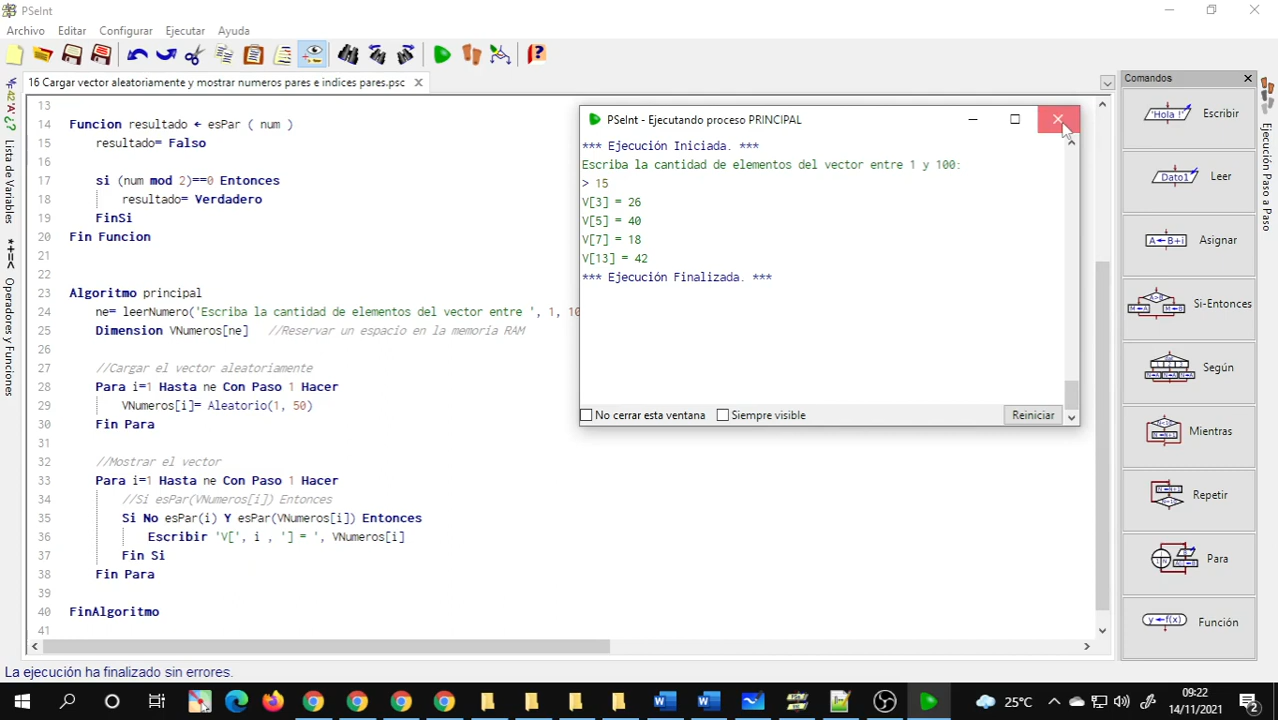 PSeInt
Archivo Editar Configurar Ejecutar Ayuda
16 Cargar vector aleatoriamente y mostrar numeros pares e indices pares.psc
Lista de Variables
Operadores y Funciones
13
14 Funcion resultado ← esPar ( num )
15 resultado= Falso
16
17 si (num mod 2)==0 Entonces
18 resultado= Verdadero
19 FinSi
20 Fin Funcion
21
22
23 Algoritmo principal
24 ne= leerNumero('Escriba la cantidad de elementos del vector entre ', 1, 10
25 Dimension VNumeros[ne] //Reservar un espacio en la memoria RAM
26
27 //Cargar el vector aleatoriamente
28 Para i=1 Hasta ne Con Paso 1 Hacer
29 VNumeros[i]= Aleatorio(1, 50)
30 Fin Para
31
32 //Mostrar el vector
33 Para i=1 Hasta ne Con Paso 1 Hacer
34 //Si esPar(VNumeros[i]) Entonces
35 Si No esPar(i) Y esPar(VNumeros[i]) Entonces
36 Escribir 'V[', i , '] = ', VNumeros[i]
37 Fin Si
38 Fin Para
39
40 FinAlgoritmo
41
PSeInt - Ejecutando proceso PRINCIPAL
*** Ejecución Iniciada. ***
Escriba la cantidad de elementos del vector entre 1 y 100:
> 15
V[3] = 26
V[5] = 40
V[7] = 18
V[13] = 42
*** Ejecución Finalizada. ***
No cerrar esta ventana Siempre visible Reiniciar
Comandos
'Hola !' Escribir
Dato1 Leer
A←B+i Asignar
Si-Entonces
Según
Mientras
Repetir
Para
y←f(x) Función
Ejecución Paso a Paso
La ejecución ha finalizado sin errores.
25°C
09:22
14/11/2021
2